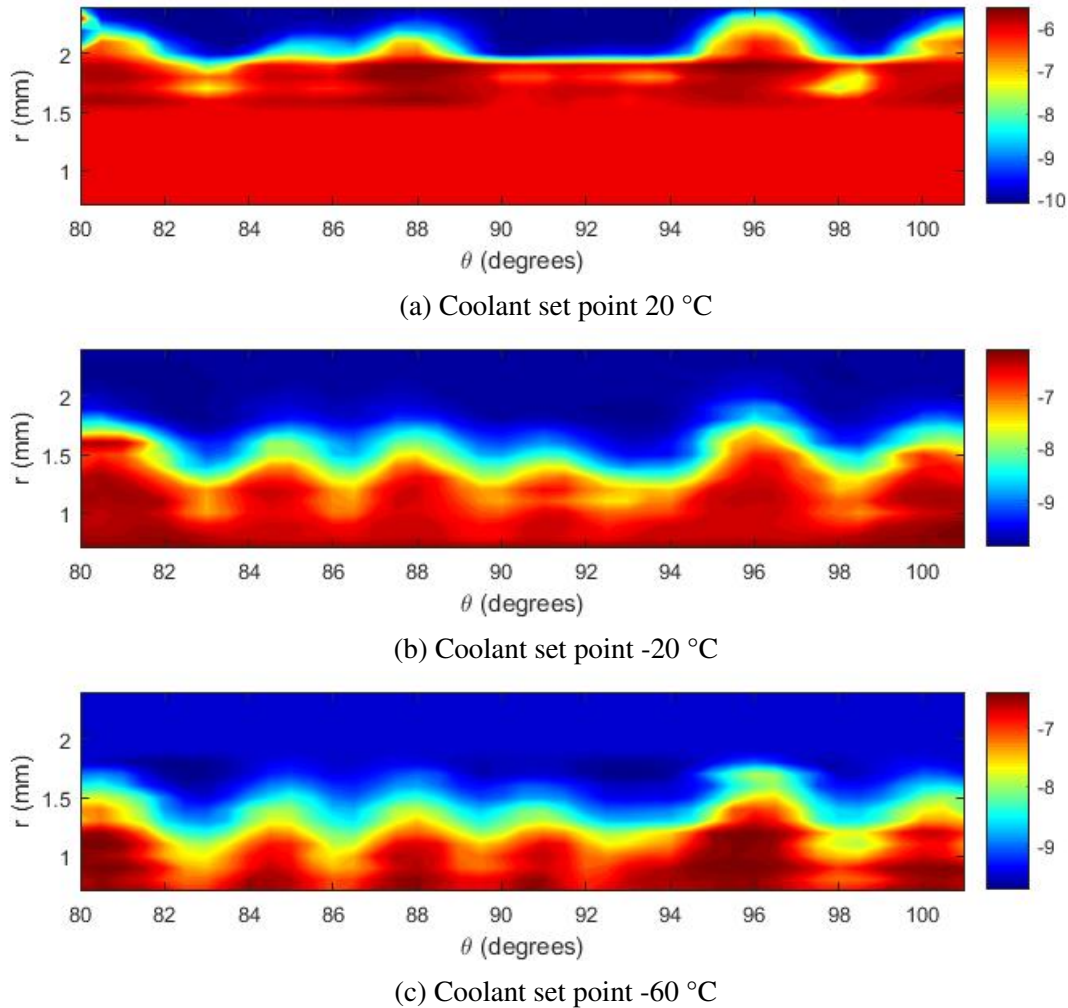 2
1.5
1
r (mm)
80 82 84 86 88 90 92 94 96 98 100
θ (degrees)
-6
-7
-8
-9
-10
(a) Coolant set point 20 °C
2
1.5
1
r (mm)
80 82 84 86 88 90 92 94 96 98 100
θ (degrees)
-7
-8
-9
(b) Coolant set point -20 °C
2
1.5
1
r (mm)
80 82 84 86 88 90 92 94 96 98 100
θ (degrees)
-7
-8
-9
(c) Coolant set point -60 °C